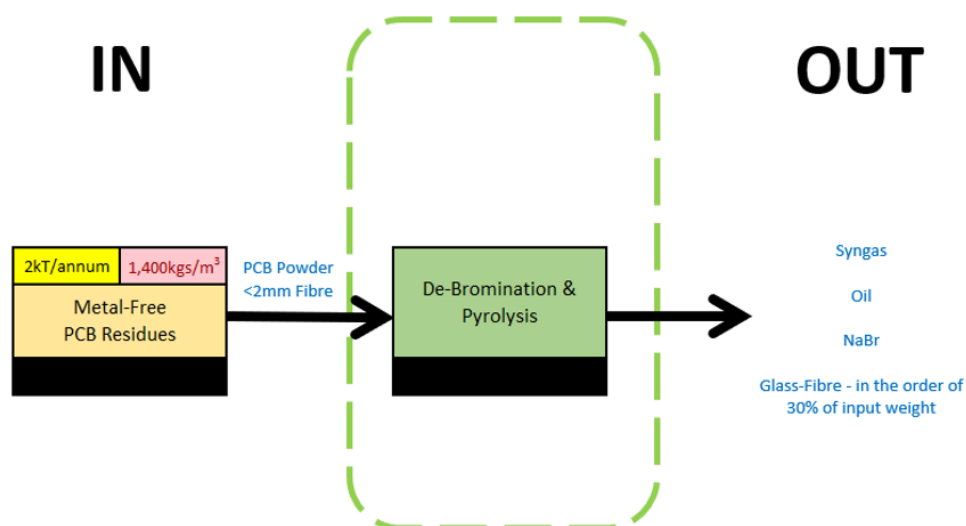 IN
OUT
2kT/annum
1,400kgs/m³
Metal-Free
PCB Residues
PCB Powder
<2mm Fibre
De-Bromination &
Pyrolysis
Syngas
Oil
NaBr
Glass-Fibre - in the order of
30% of input weight